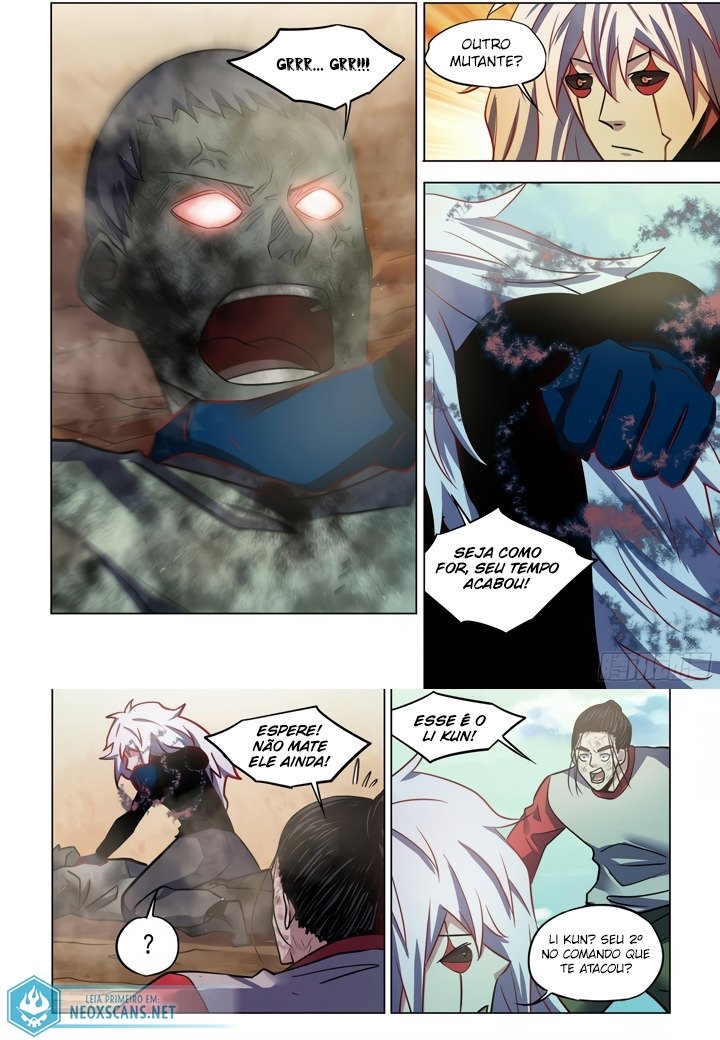 GRRR... GRR!!!
OUTRO
MUTANTE?
SEJA COMO
FOR, SEU TEMPO
ACABOU!
ESPERE!
NÃO MATE
ELE AINDA!
?
ESSE É O
LI KUN!
LI KUN? SEU 2º
NO COMANDO QUE
TE ATACOU?
LEIA PRIMEIRO EM:
NEOXSCANS.NET